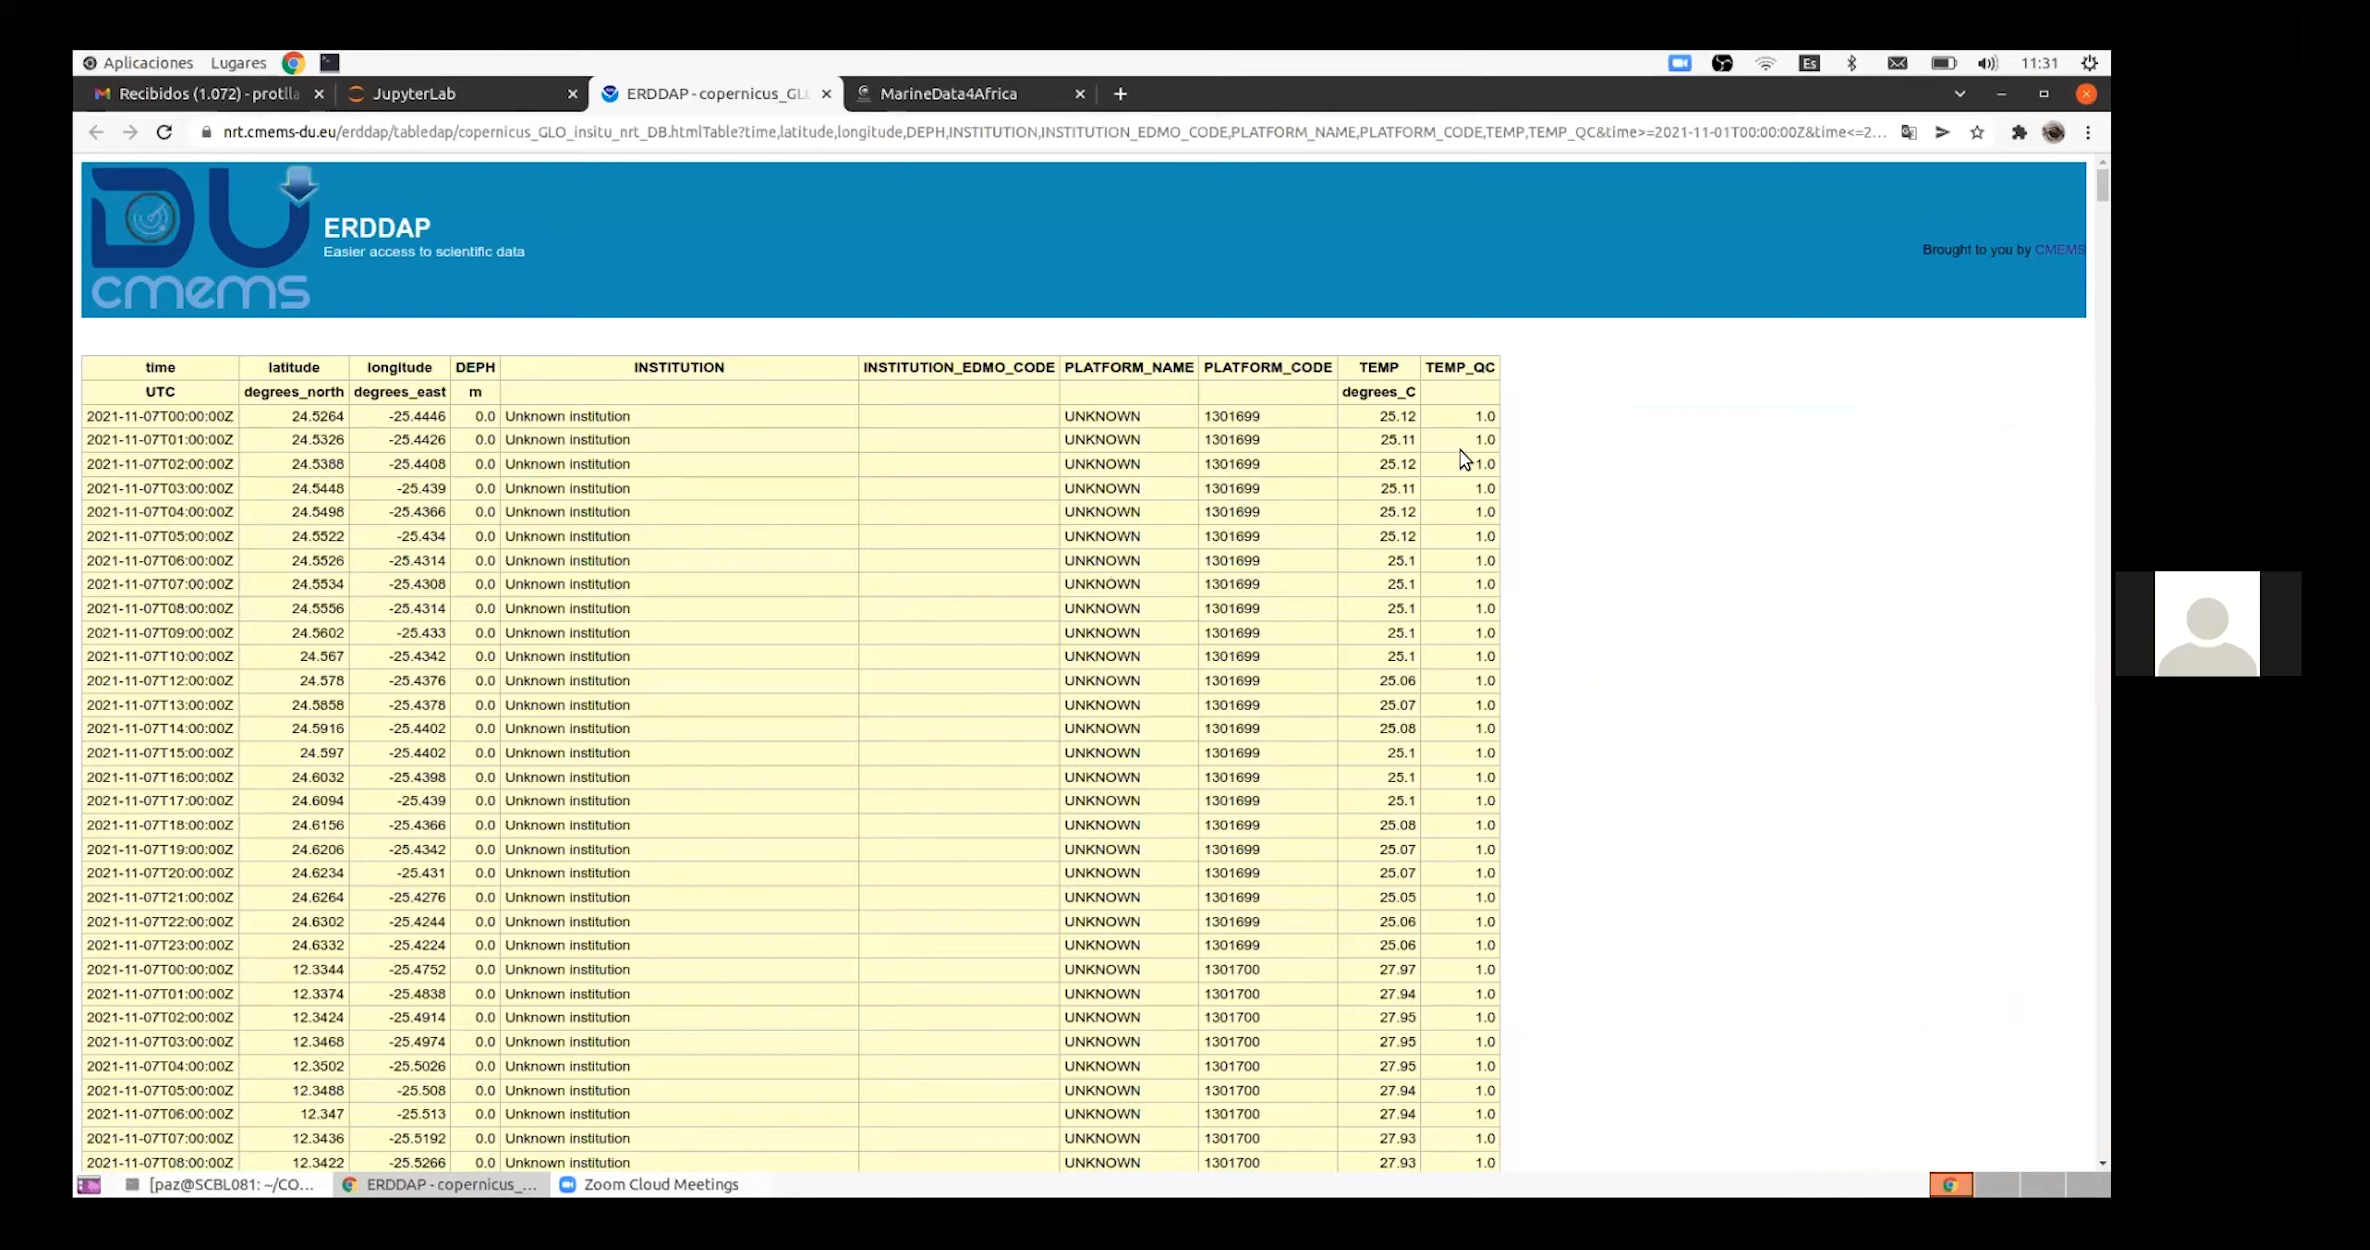 Aplicaciones Lugares Es 11:31
Recibidos (1.072) - protlla JupyterLab ERDDAP - copernicus_GL MarineData4Africa
nrt.cmems-du.eu/erddap/tabledap/copernicus_GLO_insitu_nrt_DB.htmlTable?time,latitude,longitude,DEPH,INSTITUTION,INSTITUTION_EDMO_CODE,PLATFORM_NAME,PLATFORM_CODE,TEMP,TEMP_QC&time>=2021-11-01T00:00:00Z&time<=2...
DU
cmems
ERDDAP
Easier access to scientific data
Brought to you by CMEMS
time latitude longitude DEPH INSTITUTION INSTITUTION_EDMO_CODE PLATFORM_NAME PLATFORM_CODE TEMP TEMP_QC
UTC degrees_north degrees_east m degrees_C
2021-11-07T00:00:00Z 24.5264 -25.4446 0.0 Unknown institution UNKNOWN 1301699 25.12 1.0
2021-11-07T01:00:00Z 24.5326 -25.4426 0.0 Unknown institution UNKNOWN 1301699 25.11 1.0
2021-11-07T02:00:00Z 24.5388 -25.4408 0.0 Unknown institution UNKNOWN 1301699 25.12 1.0
2021-11-07T03:00:00Z 24.5448 -25.439 0.0 Unknown institution UNKNOWN 1301699 25.11 1.0
2021-11-07T04:00:00Z 24.5498 -25.4366 0.0 Unknown institution UNKNOWN 1301699 25.12 1.0
2021-11-07T05:00:00Z 24.5522 -25.434 0.0 Unknown institution UNKNOWN 1301699 25.12 1.0
2021-11-07T06:00:00Z 24.5526 -25.4314 0.0 Unknown institution UNKNOWN 1301699 25.1 1.0
2021-11-07T07:00:00Z 24.5534 -25.4308 0.0 Unknown institution UNKNOWN 1301699 25.1 1.0
2021-11-07T08:00:00Z 24.5556 -25.4314 0.0 Unknown institution UNKNOWN 1301699 25.1 1.0
2021-11-07T09:00:00Z 24.5602 -25.433 0.0 Unknown institution UNKNOWN 1301699 25.1 1.0
2021-11-07T10:00:00Z 24.567 -25.4342 0.0 Unknown institution UNKNOWN 1301699 25.1 1.0
2021-11-07T12:00:00Z 24.578 -25.4376 0.0 Unknown institution UNKNOWN 1301699 25.06 1.0
2021-11-07T13:00:00Z 24.5858 -25.4378 0.0 Unknown institution UNKNOWN 1301699 25.07 1.0
2021-11-07T14:00:00Z 24.5916 -25.4402 0.0 Unknown institution UNKNOWN 1301699 25.08 1.0
2021-11-07T15:00:00Z 24.597 -25.4402 0.0 Unknown institution UNKNOWN 1301699 25.1 1.0
2021-11-07T16:00:00Z 24.6032 -25.4398 0.0 Unknown institution UNKNOWN 1301699 25.1 1.0
2021-11-07T17:00:00Z 24.6094 -25.439 0.0 Unknown institution UNKNOWN 1301699 25.1 1.0
2021-11-07T18:00:00Z 24.6156 -25.4366 0.0 Unknown institution UNKNOWN 1301699 25.08 1.0
2021-11-07T19:00:00Z 24.6206 -25.4342 0.0 Unknown institution UNKNOWN 1301699 25.07 1.0
2021-11-07T20:00:00Z 24.6234 -25.431 0.0 Unknown institution UNKNOWN 1301699 25.07 1.0
2021-11-07T21:00:00Z 24.6264 -25.4276 0.0 Unknown institution UNKNOWN 1301699 25.05 1.0
2021-11-07T22:00:00Z 24.6302 -25.4244 0.0 Unknown institution UNKNOWN 1301699 25.06 1.0
2021-11-07T23:00:00Z 24.6332 -25.4224 0.0 Unknown institution UNKNOWN 1301699 25.06 1.0
2021-11-07T00:00:00Z 12.3344 -25.4752 0.0 Unknown institution UNKNOWN 1301700 27.97 1.0
2021-11-07T01:00:00Z 12.3374 -25.4838 0.0 Unknown institution UNKNOWN 1301700 27.94 1.0
2021-11-07T02:00:00Z 12.3424 -25.4914 0.0 Unknown institution UNKNOWN 1301700 27.95 1.0
2021-11-07T03:00:00Z 12.3468 -25.4974 0.0 Unknown institution UNKNOWN 1301700 27.95 1.0
2021-11-07T04:00:00Z 12.3502 -25.5026 0.0 Unknown institution UNKNOWN 1301700 27.95 1.0
2021-11-07T05:00:00Z 12.3488 -25.508 0.0 Unknown institution UNKNOWN 1301700 27.94 1.0
2021-11-07T06:00:00Z 12.347 -25.513 0.0 Unknown institution UNKNOWN 1301700 27.94 1.0
2021-11-07T07:00:00Z 12.3436 -25.5192 0.0 Unknown institution UNKNOWN 1301700 27.93 1.0
2021-11-07T08:00:00Z 12.3422 -25.5266 0.0 Unknown institution UNKNOWN 1301700 27.93 1.0
[paz@SCBL081: ~/CO... ERDDAP - copernicus_... Zoom Cloud Meetings